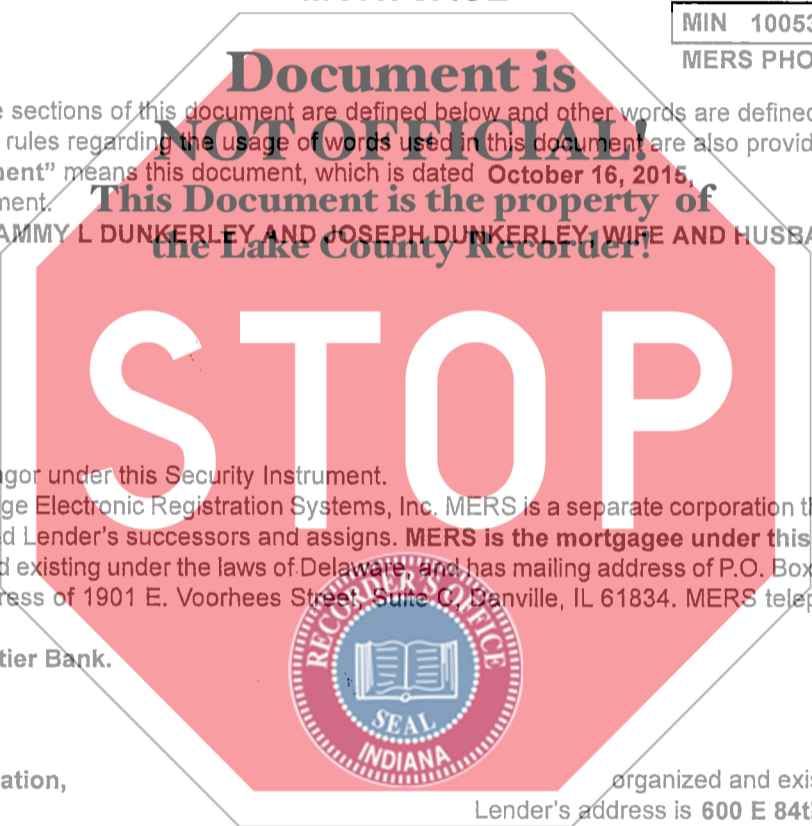 MIN 10053
MERS PHO
Document is
e sections of this document are defined below and other words are defined
NOT OFFICIAL!
rules regarding the usage of words used in this document are also provid
ent" means this document, which is dated October 16, 2015,
ment.
This Document is the property of
AMMY L DUNKERLEY AND JOSEPH DUNKERLEY, WIFE AND HUSBA
the Lake County Recorder!
STOP
gor under this Security Instrument.
ge Electronic Registration Systems, Inc. MERS is a separate corporation th
d Lender's successors and assigns. MERS is the mortgagee under this
d existing under the laws of Delaware, and has mailing address of P.O. Box
ress of 1901 E. Voorhees Street, Suite C, Danville, IL 61834. MERS telep
RECORDER'S OFFICE
tier Bank.
SEAL
INDIANA
ation,
organized and exis
Lender's address is 600 E 84t